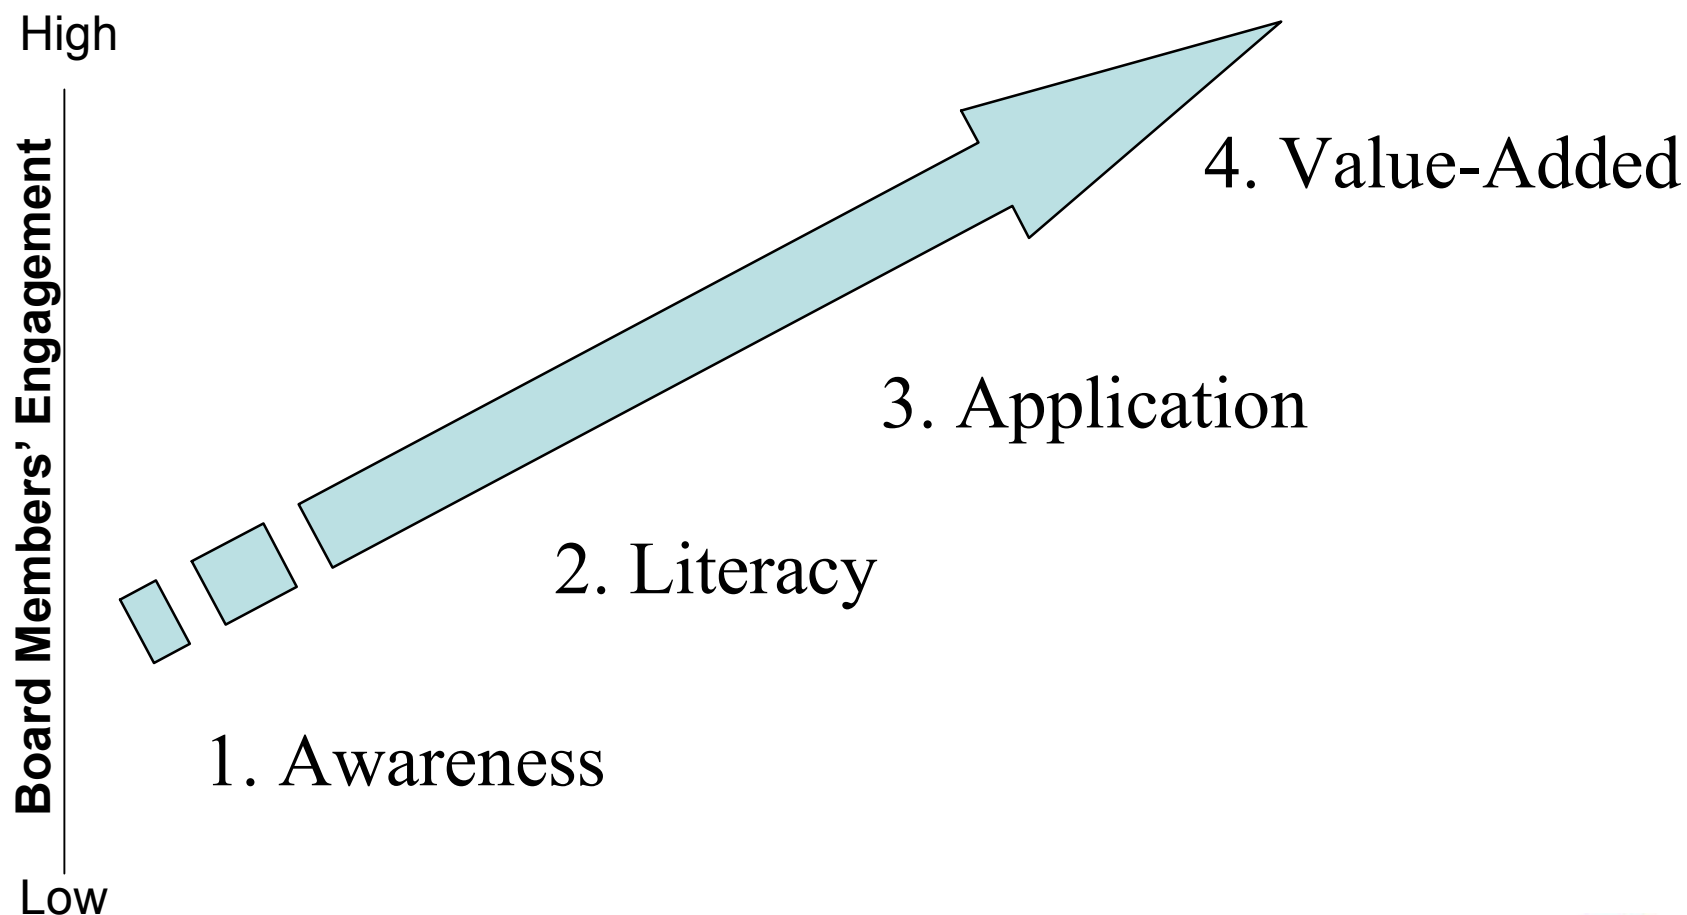 High
Board Members’ Engagement
4. Value-Added
3. Application
2. Literacy
1. Awareness
Low